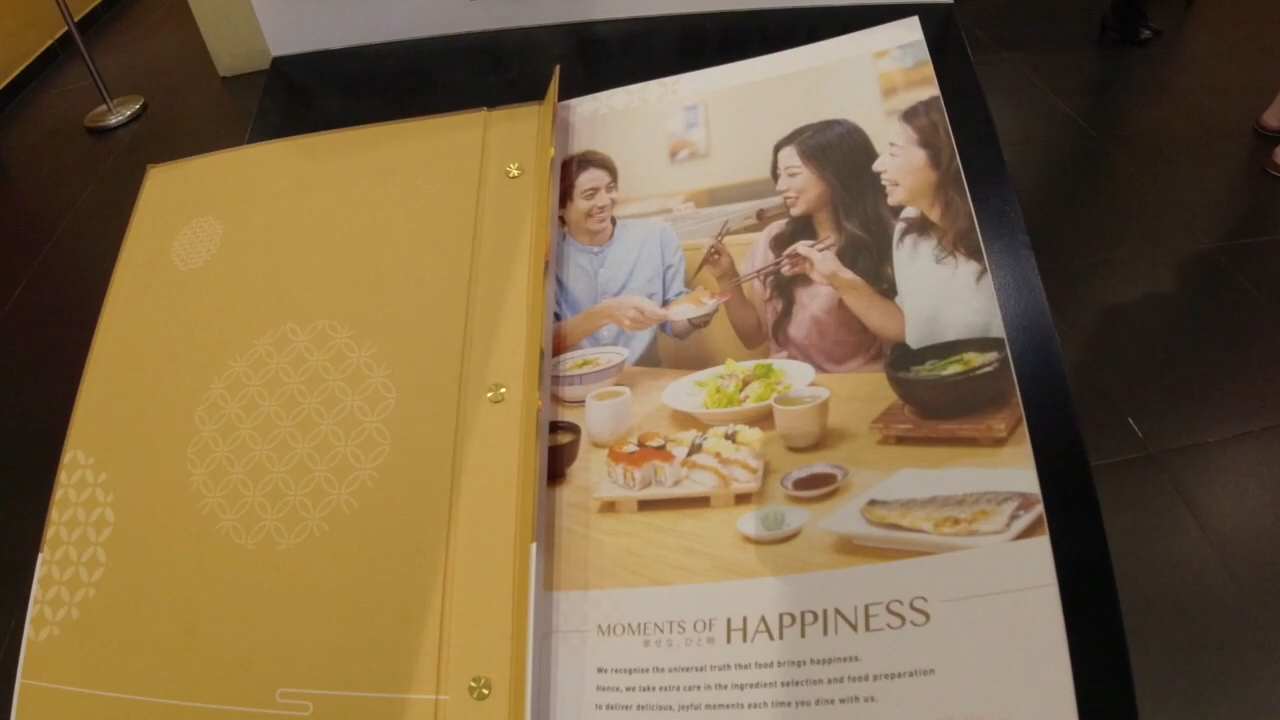 MOMENTS OF HAPPINESS
幸せな、ひと時
We recognise the universal truth that food brings happiness.
Hence, we take extra care in the ingredient selection and food preparation
to deliver delicious, joyful moments each time you dine with us.